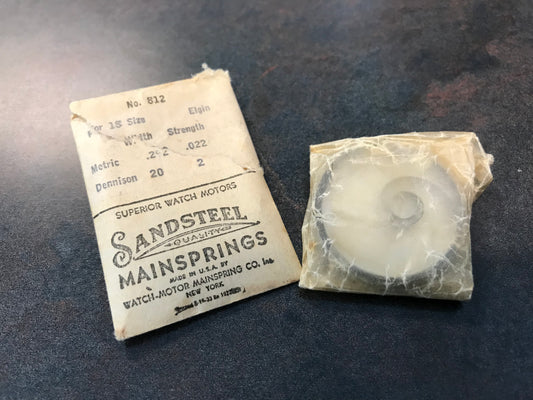 No. 812
For 18 Size Elgin
Width Strength
Metric .022
Dennison 20 2
SUPERIOR WATCH MOTORS
SANDSTEEL
QUALITY
MAINSPRINGS
MADE IN U.S.A. BY
WATCH-MOTOR MAINSPRING CO. Inc.
NEW YORK